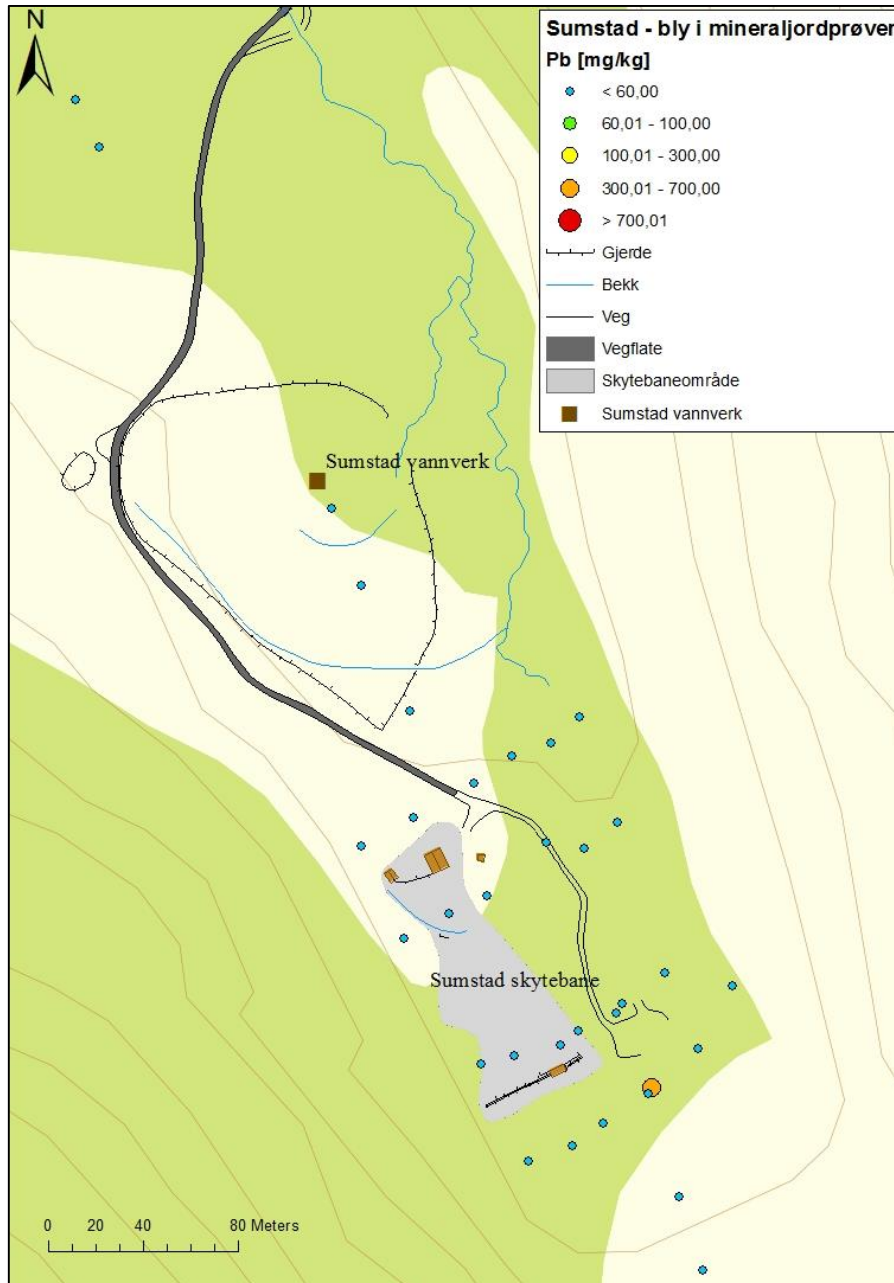 N
Sumstad - bly i mineraljordprøver
Pb [mg/kg]
< 60,00
60,01 - 100,00
100,01 - 300,00
300,01 - 700,00
> 700,01
Gjerde
Bekk
Veg
Vegflate
Skytebaneområde
Sumstad vannverk
Sumstad vannverk
Sumstad skytebane
0 20 40 80 Meters